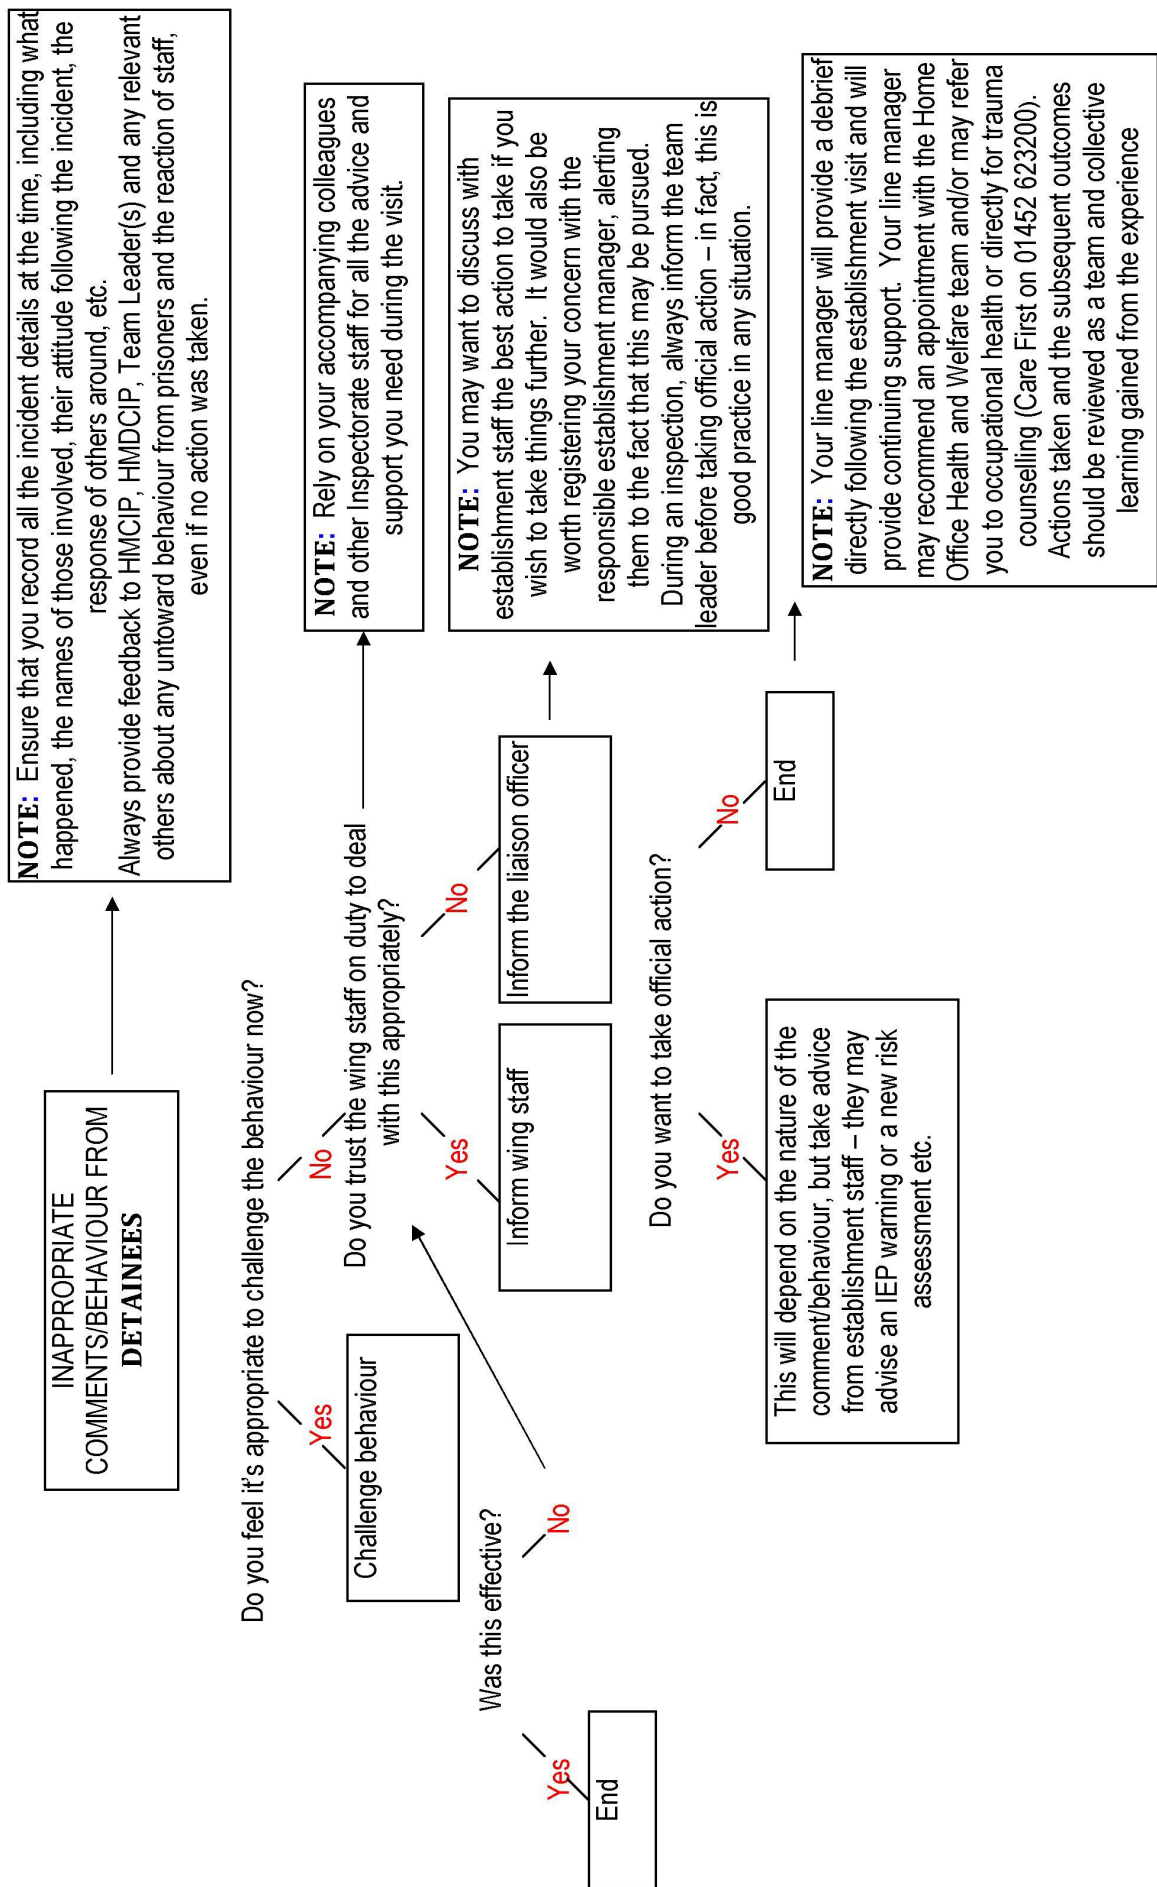 INAPPROPRIATE
COMMENTS/BEHAVIOUR FROM
DETAINEES
NOTE: Ensure that you record all the incident details at the time, including what
happened, the names of those involved, their attitude following the incident, the
response of others around, etc.
Always provide feedback to HMCIP, HMDCIP, Team Leader(s) and any relevant
others about any untoward behaviour from prisoners and the reaction of staff,
even if no action was taken.
Do you feel it's appropriate to challenge the behaviour now?
Yes
No
Challenge behaviour
Do you trust the wing staff on duty to deal
with this appropriately?
NOTE: Rely on your accompanying colleagues
and other Inspectorate staff for all the advice and
support you need during the visit.
Yes
No
Was this effective?
Yes
No
End
Inform wing staff
Inform the liaison officer
NOTE: You may want to discuss with
establishment staff the best action to take if you
wish to take things further. It would also be
worth registering your concern with the
responsible establishment manager, alerting
them to the fact that this may be pursued.
During an inspection, always inform the team
leader before taking official action – in fact, this is
good practice in any situation.
Do you want to take official action?
Yes
No
This will depend on the nature of the
comment/behaviour, but take advice
from establishment staff – they may
advise an IEP warning or a new risk
assessment etc.
End
NOTE: Your line manager will provide a debrief
directly following the establishment visit and will
provide continuing support. Your line manager
may recommend an appointment with the Home
Office Health and Welfare team and/or may refer
you to occupational health or directly for trauma
counselling (Care First on 01452 623200).
Actions taken and the subsequent outcomes
should be reviewed as a team and collective
learning gained from the experience